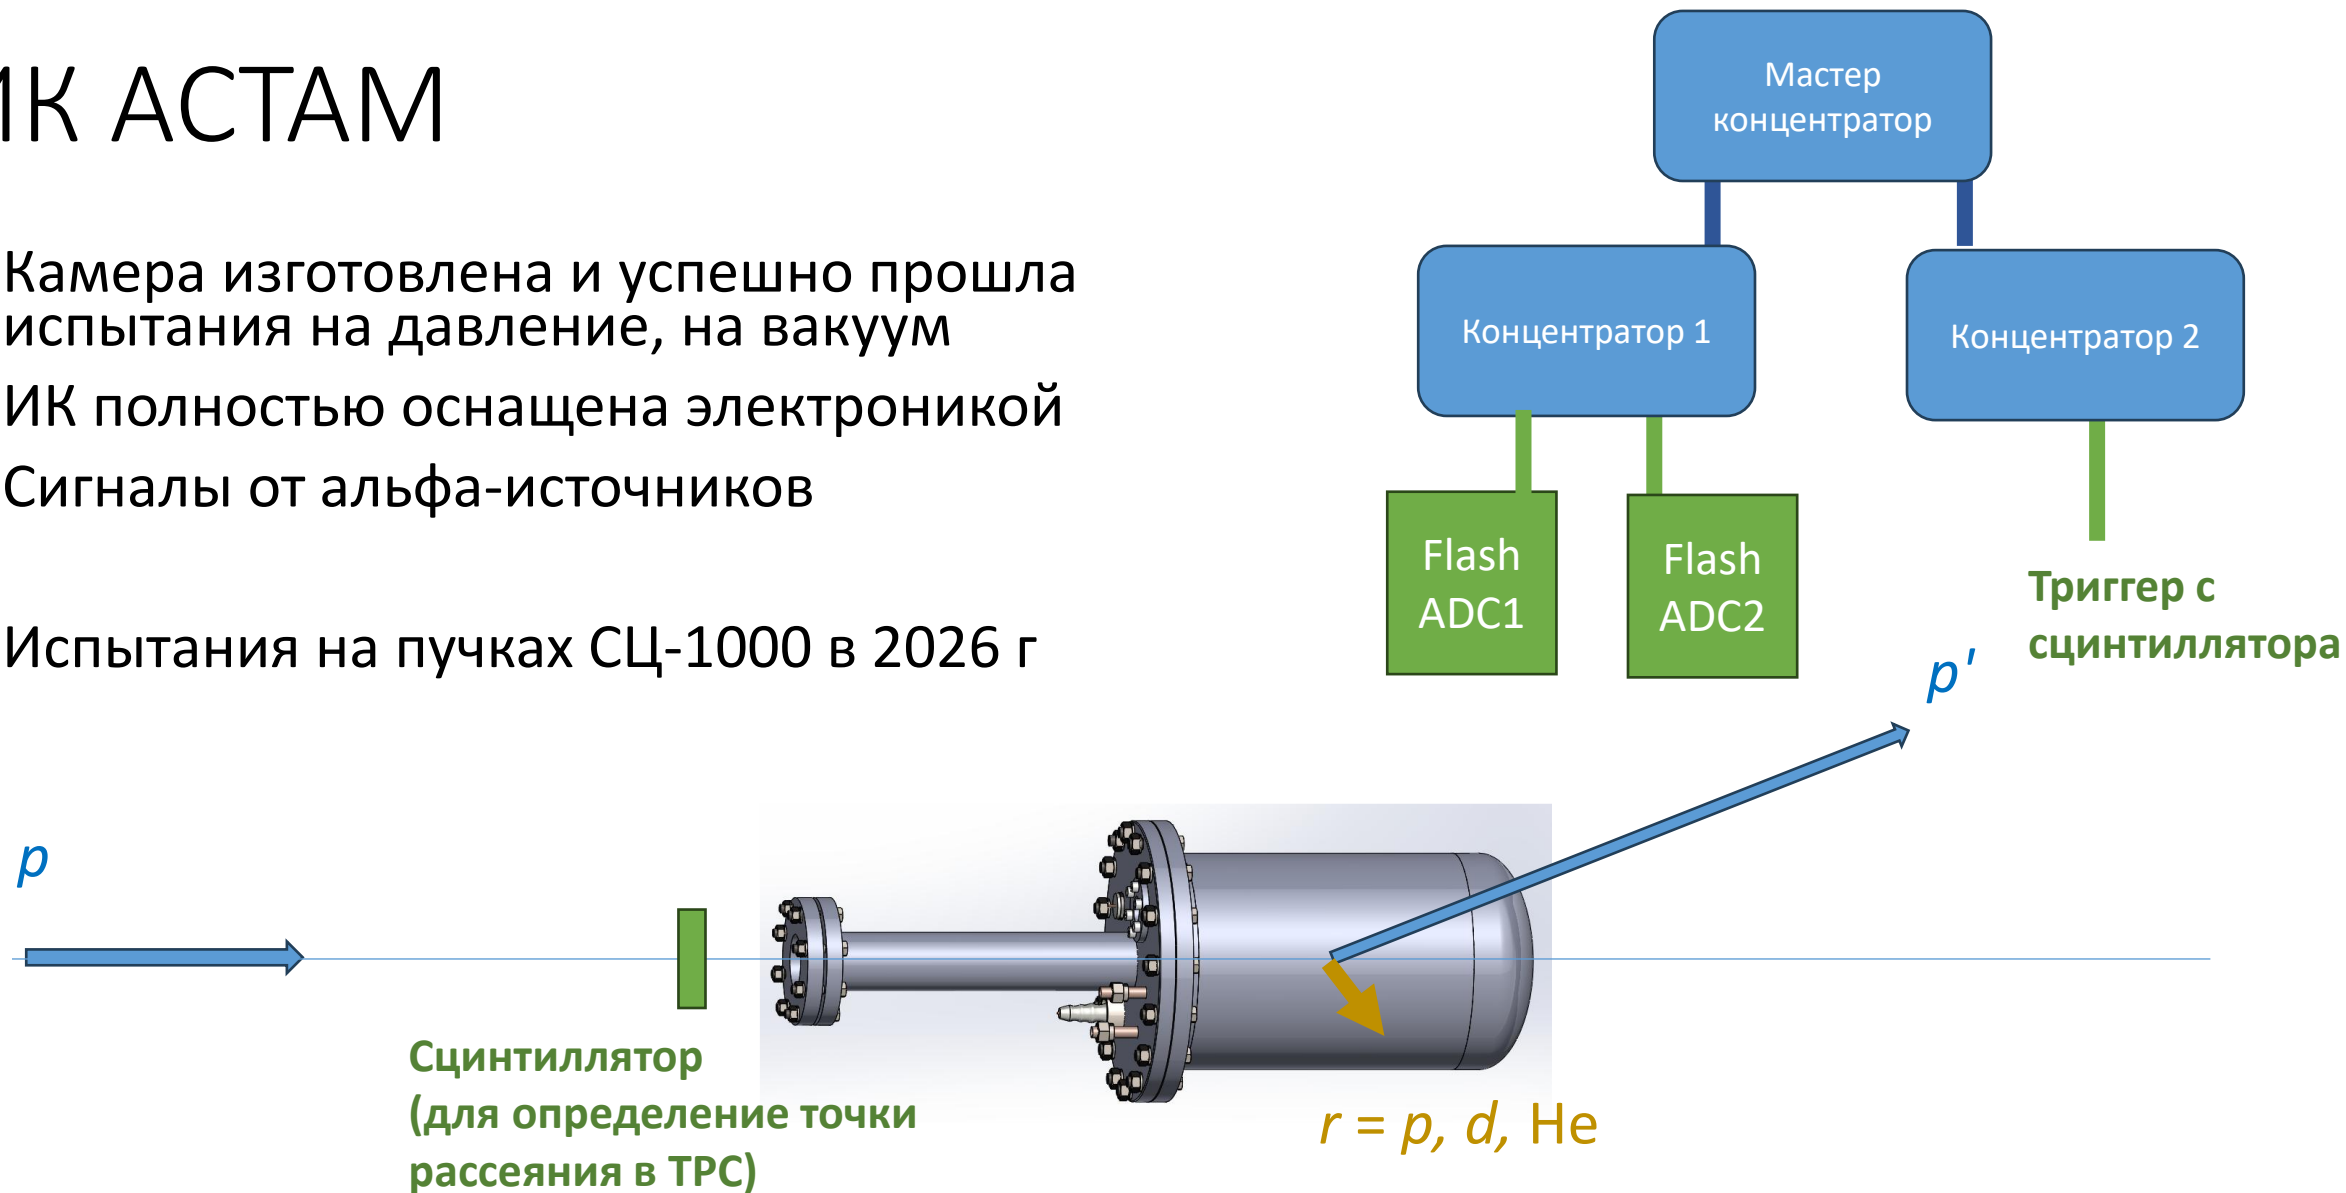 ИК АСТАМ
Камера изготовлена и успешно прошла
испытания на давление, на вакуум
ИК полностью оснащена электроникой
Сигналы от альфа-источников
Испытания на пучках СЦ-1000 в 2026 г
Мастер
концентратор
Концентратор 1
Концентратор 2
Flash
ADC1
Flash
ADC2
Триггер с
сцинтиллятора
p'
p
Сцинтиллятор
(для определение точки
рассеяния в ТРС)
r = p, d, He